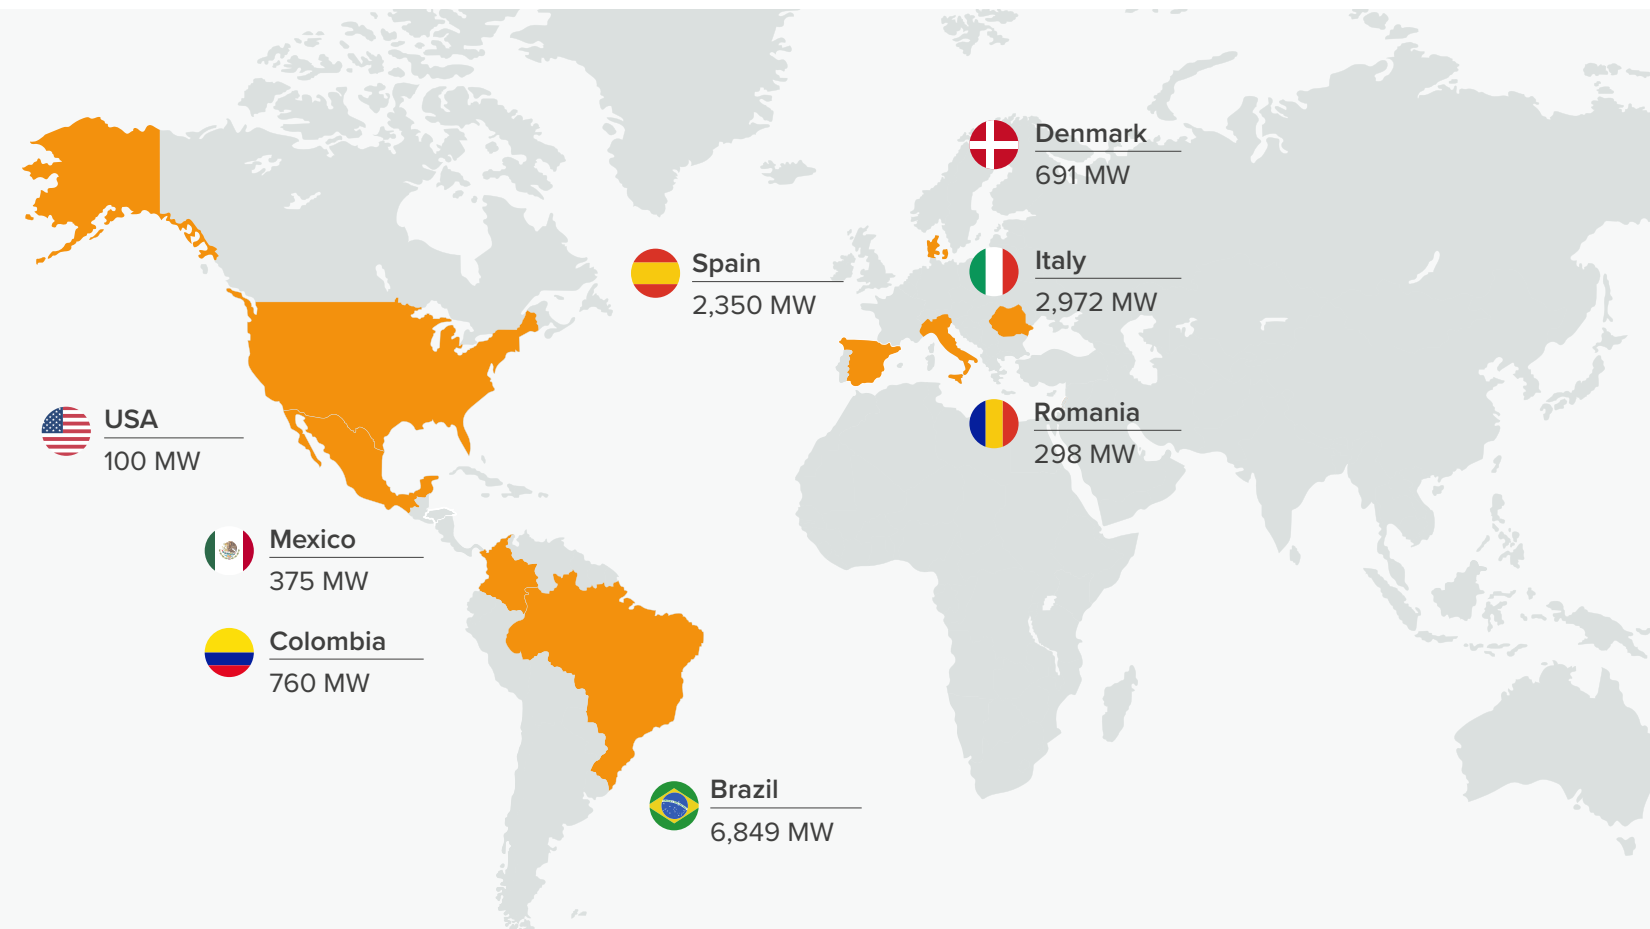 Denmark
691 MW
Spain
2,350 MW
Italy
2,972 MW
USA
100 MW
Romania
298 MW
Mexico
375 MW
Colombia
760 MW
Brazil
6,849 MW